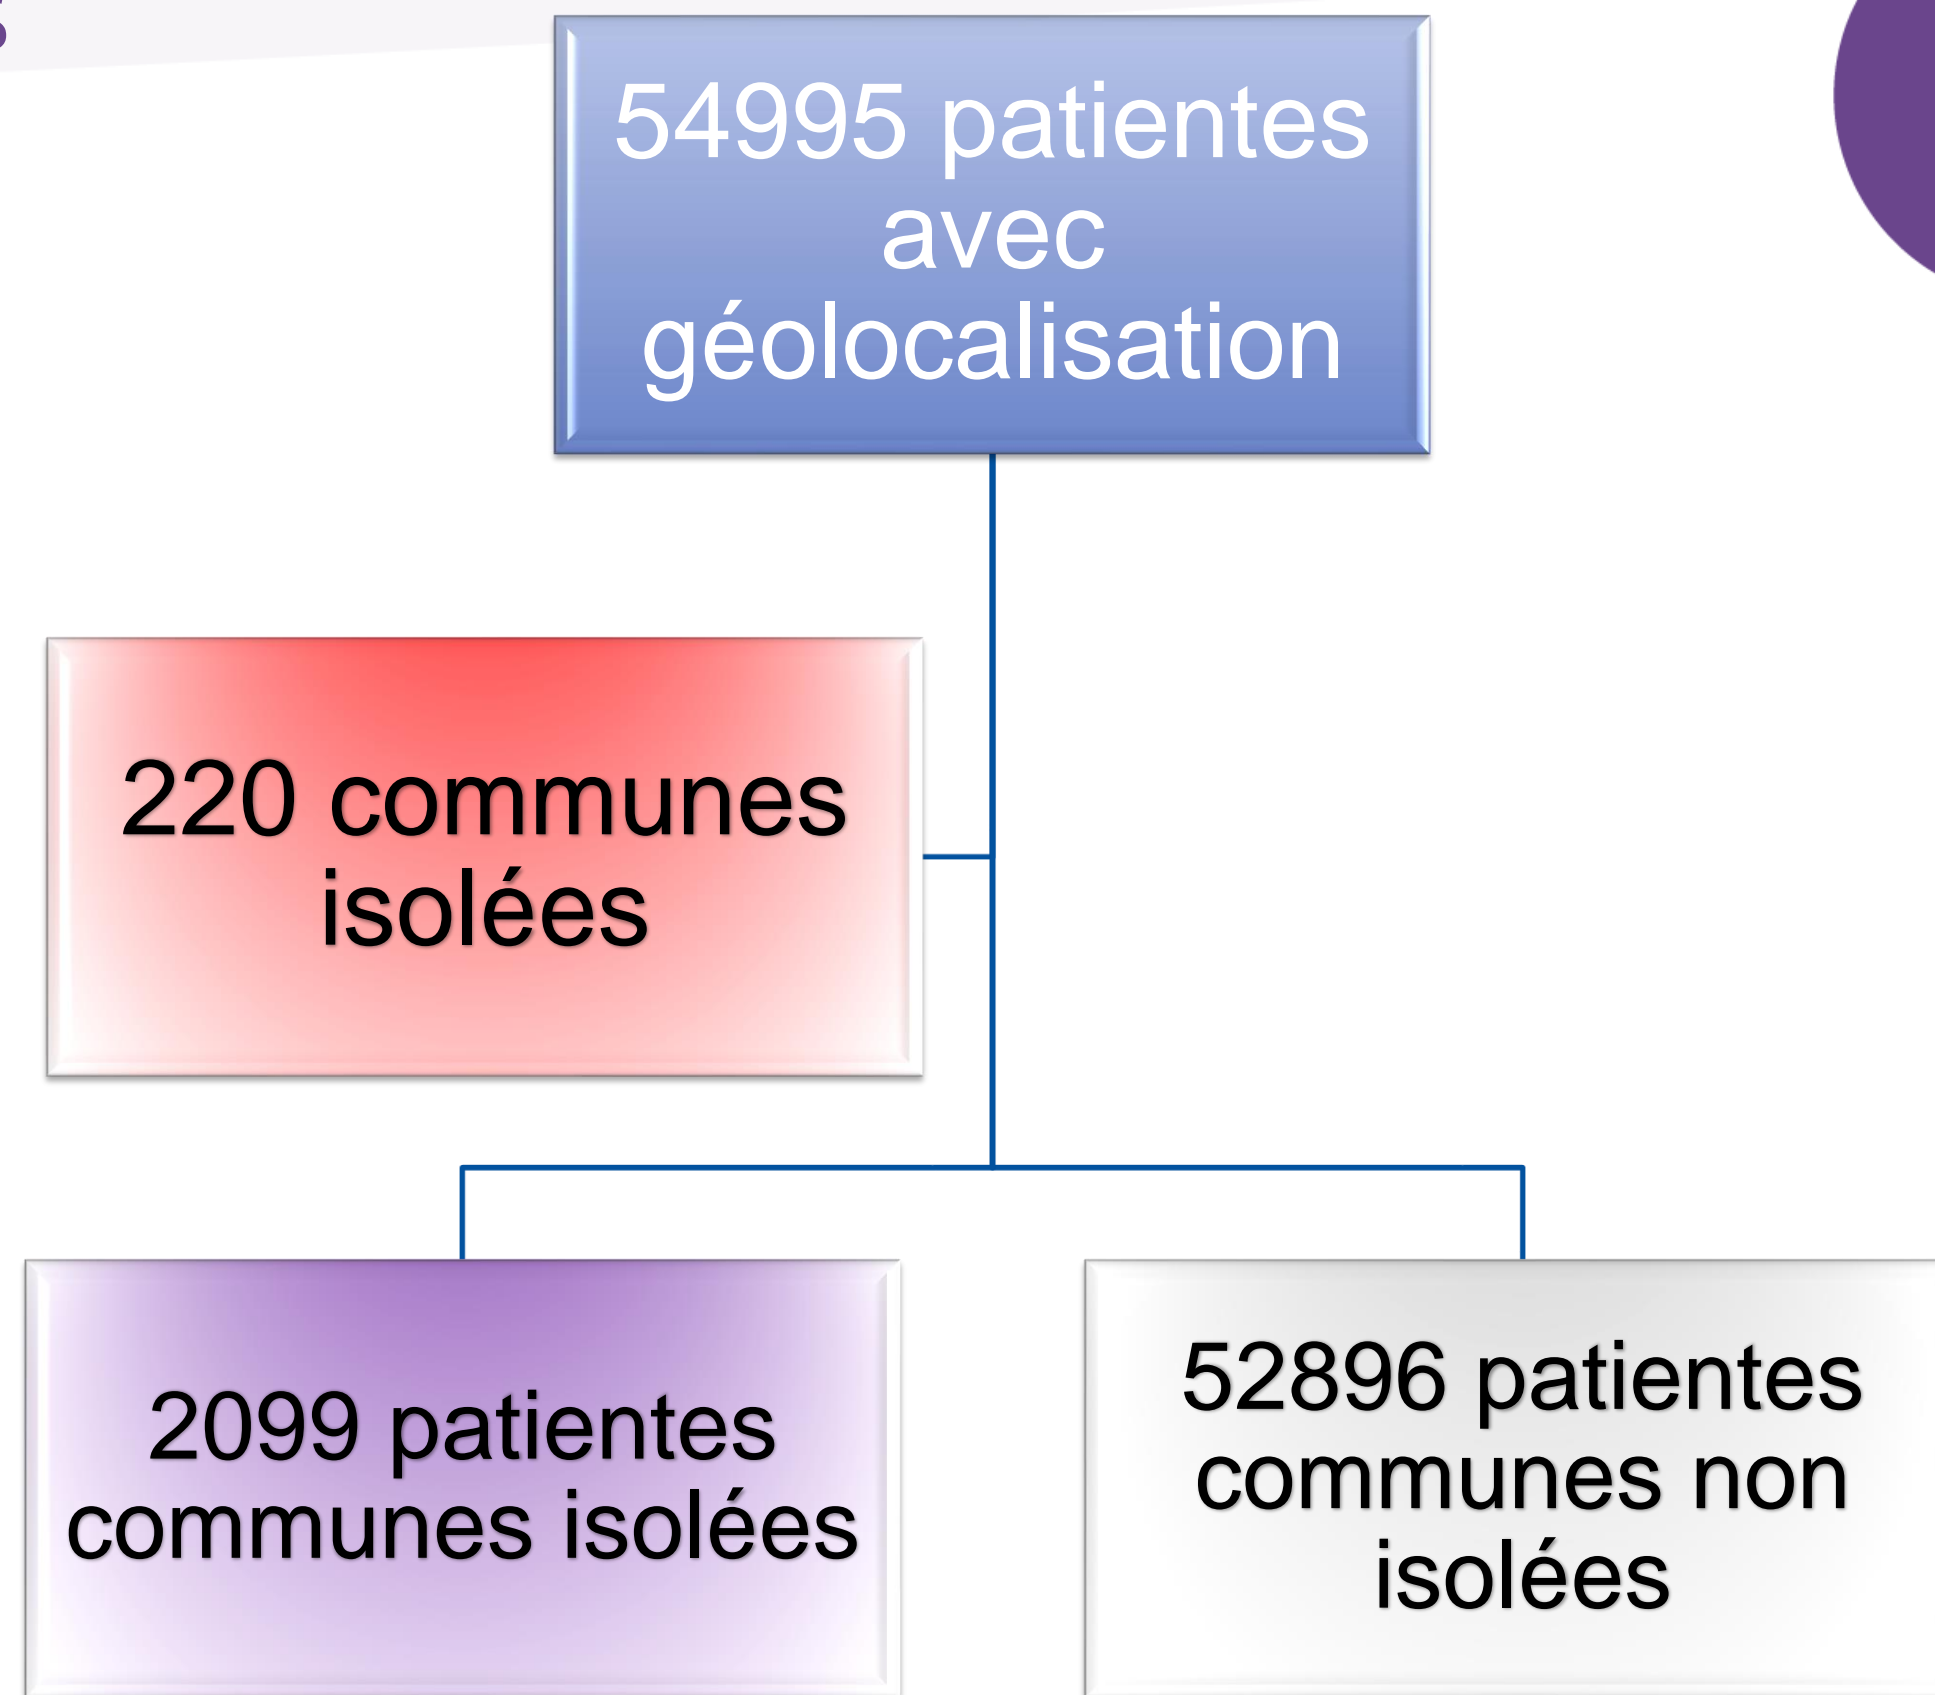 54995 patientes
avec
géolocalisation
220 communes
isolées
2099 patientes
communes isolées
52896 patientes
communes non
isolées